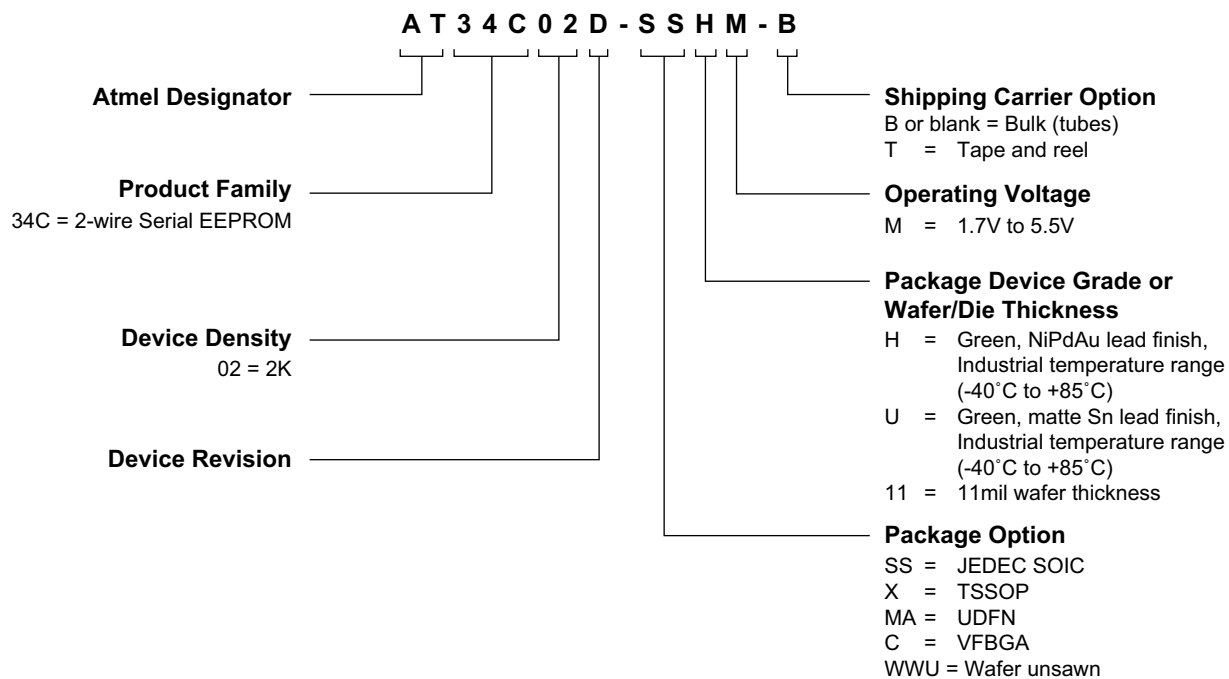 AT34C02D-SSHM-B
Atmel Designator
Product Family
34C = 2-wire Serial EEPROM
Device Density
02 = 2K
Device Revision
Shipping Carrier Option
B or blank = Bulk (tubes)
T = Tape and reel
Operating Voltage
M = 1.7V to 5.5V
Package Device Grade or
Wafer/Die Thickness
H = Green, NiPdAu lead finish,
Industrial temperature range
(-40˚C to +85˚C)
U = Green, matte Sn lead finish,
Industrial temperature range
(-40˚C to +85˚C)
11 = 11mil wafer thickness
Package Option
SS = JEDEC SOIC
X = TSSOP
MA = UDFN
C = VFBGA
WWU = Wafer unsawn